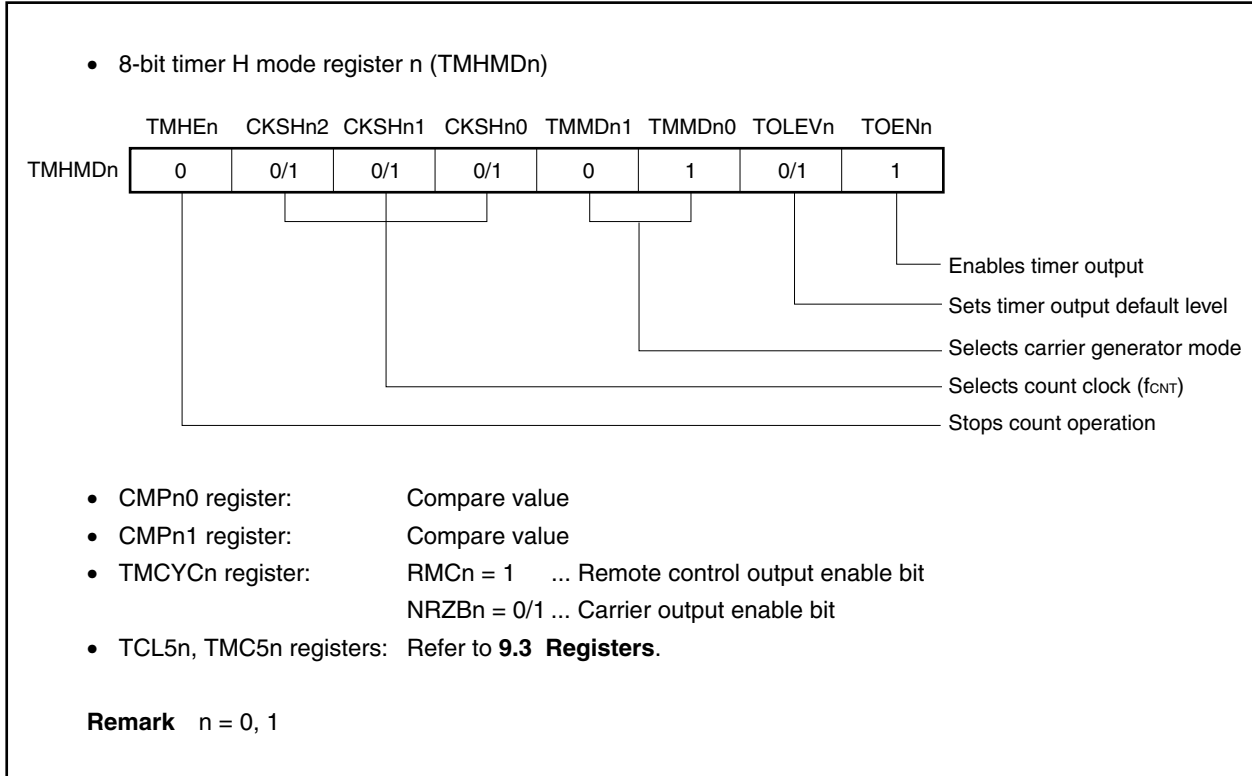 • 8-bit timer H mode register n (TMHMDn)
TMHEn CKSHn2 CKSHn1 CKSHn0 TMMDn1 TMMDn0 TOLEVn TOENn
TMHMDn 0 0/1 0/1 0/1 0 1 0/1 1
Enables timer output
Sets timer output default level
Selects carrier generator mode
Selects count clock (fCNT)
Stops count operation
• CMPn0 register: Compare value
• CMPn1 register: Compare value
• TMCYCn register: RMCn = 1 ... Remote control output enable bit
NRZBn = 0/1 ... Carrier output enable bit
• TCL5n, TMC5n registers: Refer to 9.3 Registers.
Remark n = 0, 1